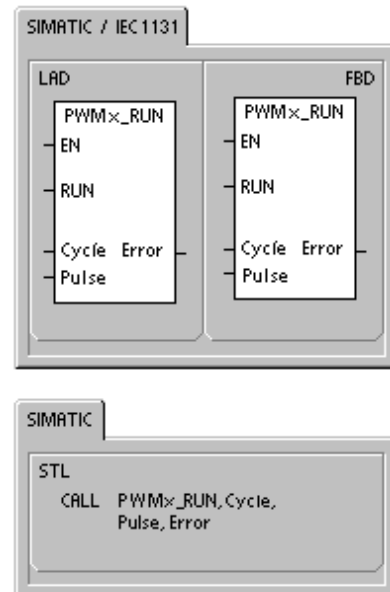 SIMATIC / IEC1131
LAD
FBD
PWMx_RUN
EN
RUN
Cycle Error
Pulse
PWMx_RUN
EN
RUN
Cycle Error
Pulse
SIMATIC
STL
CALL PWMx_RUN, Cycle,
Pulse, Error